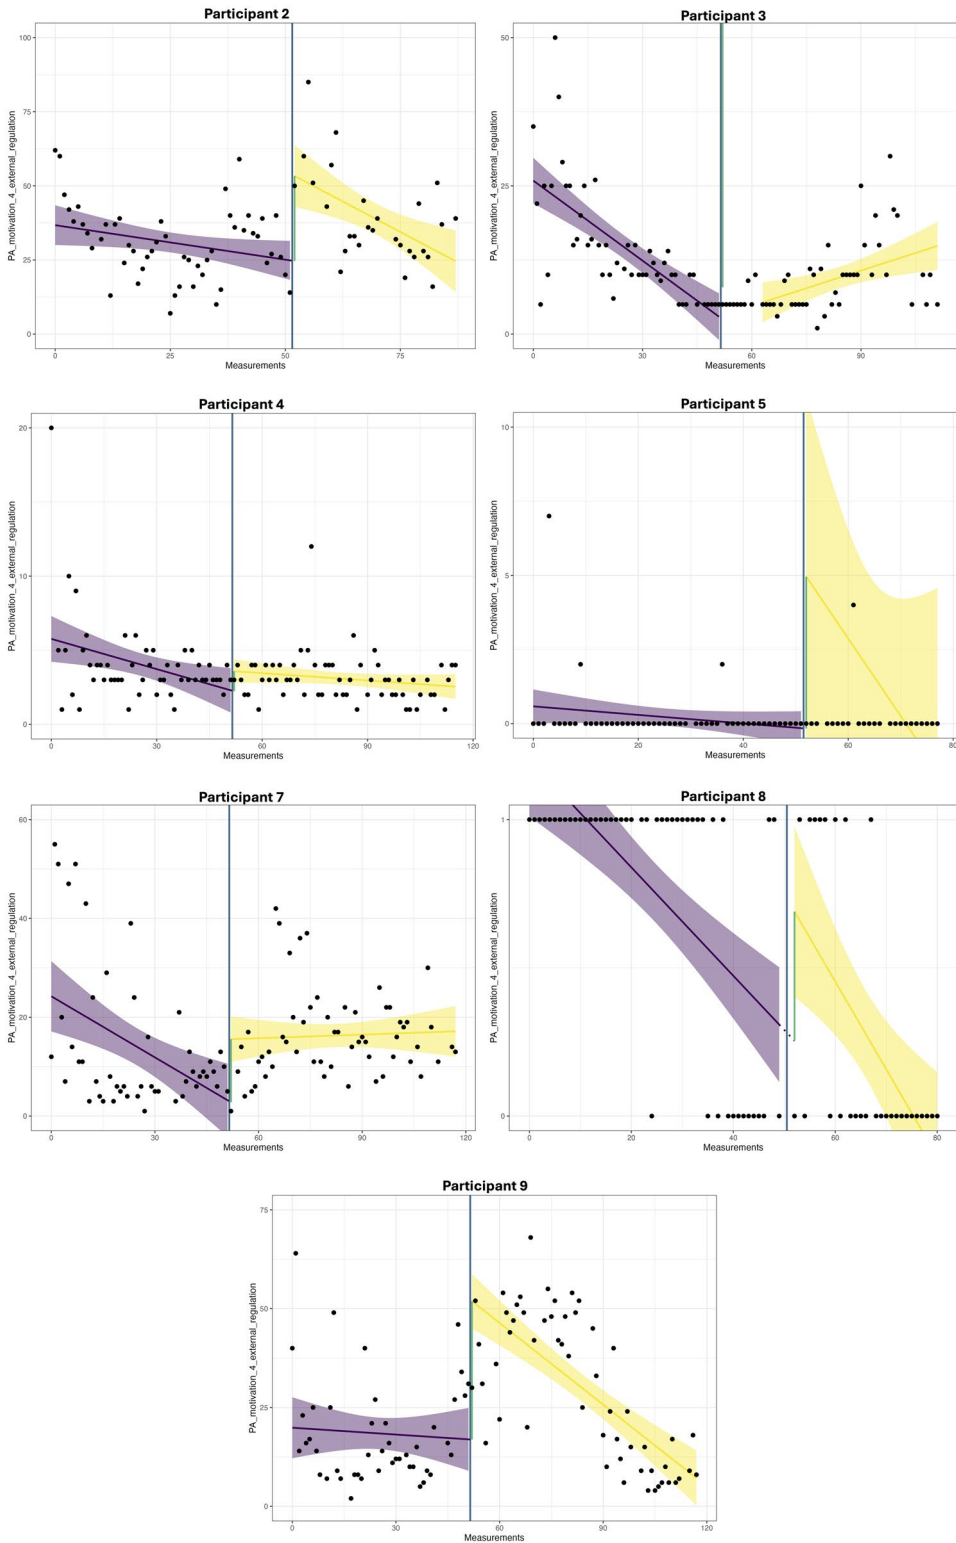 Participant 2
PA_motivation_4_external_regulation
100
75
50
25
0
0 25 50 75
Measurements
Participant 3
PA_motivation_4_external_regulation
50
25
0
0 30 60 90
Measurements
Participant 4
PA_motivation_4_external_regulation
20
10
0
0 30 60 90 120
Measurements
Participant 5
PA_motivation_4_external_regulation
10
5
0
0 20 40 60 80
Measurements
Participant 7
PA_motivation_4_external_regulation
60
40
20
0
0 30 60 90 120
Measurements
Participant 8
PA_motivation_4_external_regulation
1
0
0 20 40 60 80
Measurements
Participant 9
PA_motivation_4_external_regulation
75
50
25
0
0 30 60 90 120
Measurements